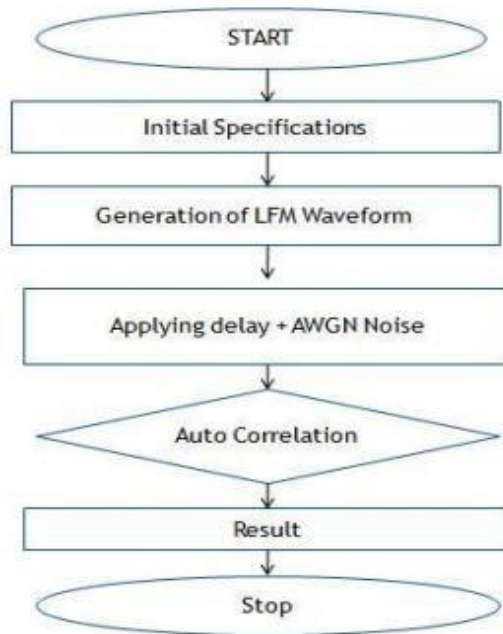 START
Initial Specifications
Generation of LFM Waveform
Applying delay + AWGN Noise
Auto Correlation
Result
Stop